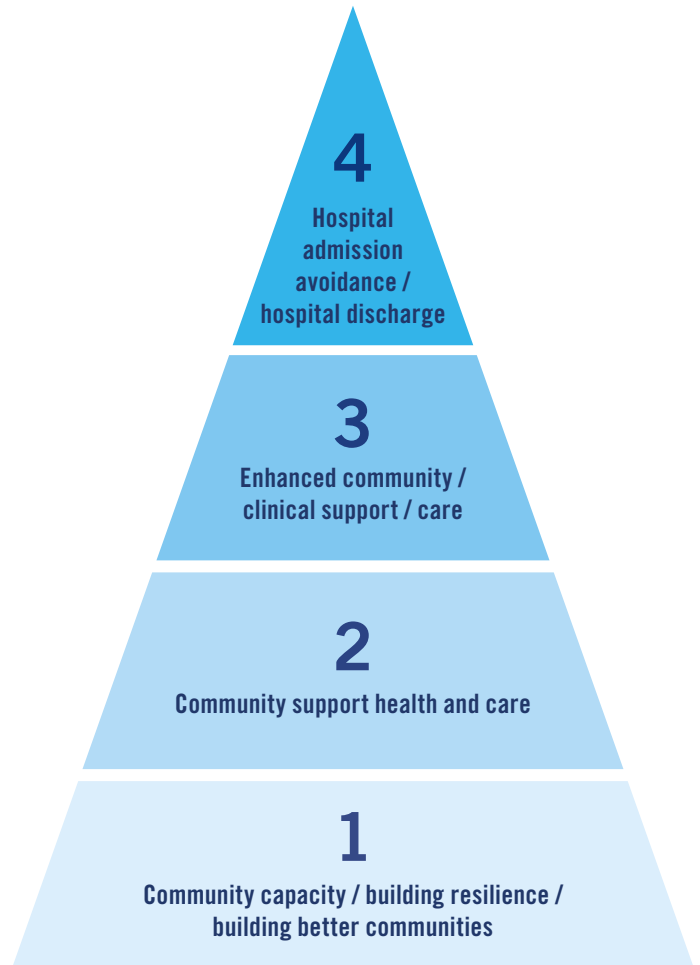 4
Hospital
admission
avoidance /
hospital discharge
3
Enhanced community /
clinical support / care
2
Community support health and care
1
Community capacity / building resilience /
building better communities